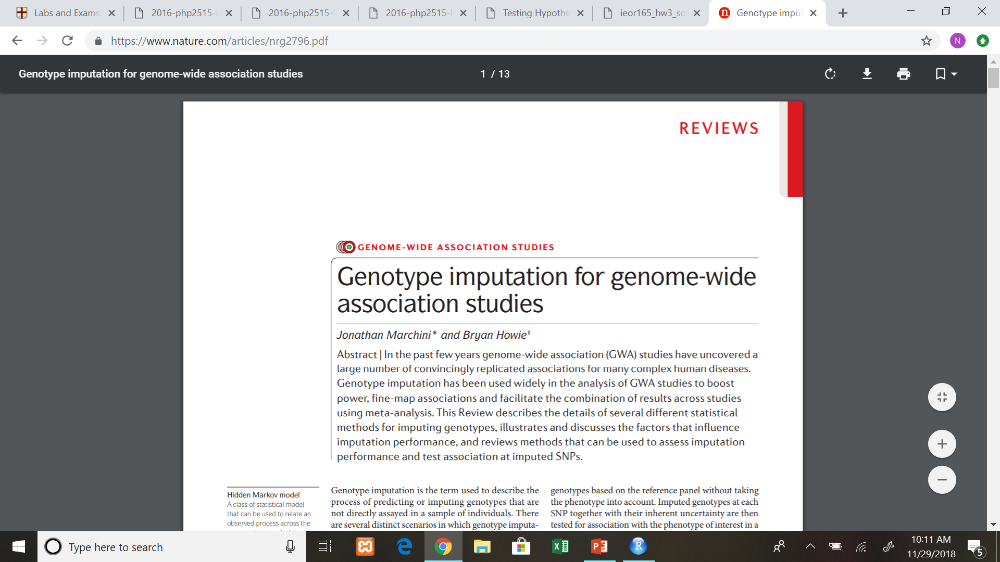 Labs and Exams:
2016-php2515-l
2016-php2515-l
2016-php2515-l
Testing Hypothe
ieor165_hw3_so
n
Genotype imput
https://www.nature.com/articles/nrg2796.pdf
N
Genotype imputation for genome-wide association studies
1 / 13
REVIEWS
GENOME-WIDE ASSOCIATION STUDIES
Genotype imputation for genome-wide
association studies
Jonathan Marchini* and Bryan Howie‡
Abstract | In the past few years genome-wide association (GWA) studies have uncovered a
large number of convincingly replicated associations for many complex human diseases.
Genotype imputation has been used widely in the analysis of GWA studies to boost
power, fine-map associations and facilitate the combination of results across studies
using meta-analysis. This Review describes the details of several different statistical
methods for imputing genotypes, illustrates and discusses the factors that influence
imputation performance, and reviews methods that can be used to assess imputation
performance and test association at imputed SNPs.
Hidden Markov model
A class of statistical model
that can be used to relate an
observed process across the
Genotype imputation is the term used to describe the
process of predicting or imputing genotypes that are
not directly assayed in a sample of individuals. There
are several distinct scenarios in which genotype imputa-
genotypes based on the reference panel without taking
the phenotype into account. Imputed genotypes at each
SNP together with their inherent uncertainty are then
tested for association with the phenotype of interest in a
Type here to search
R
10:11 AM
11/29/2018
5